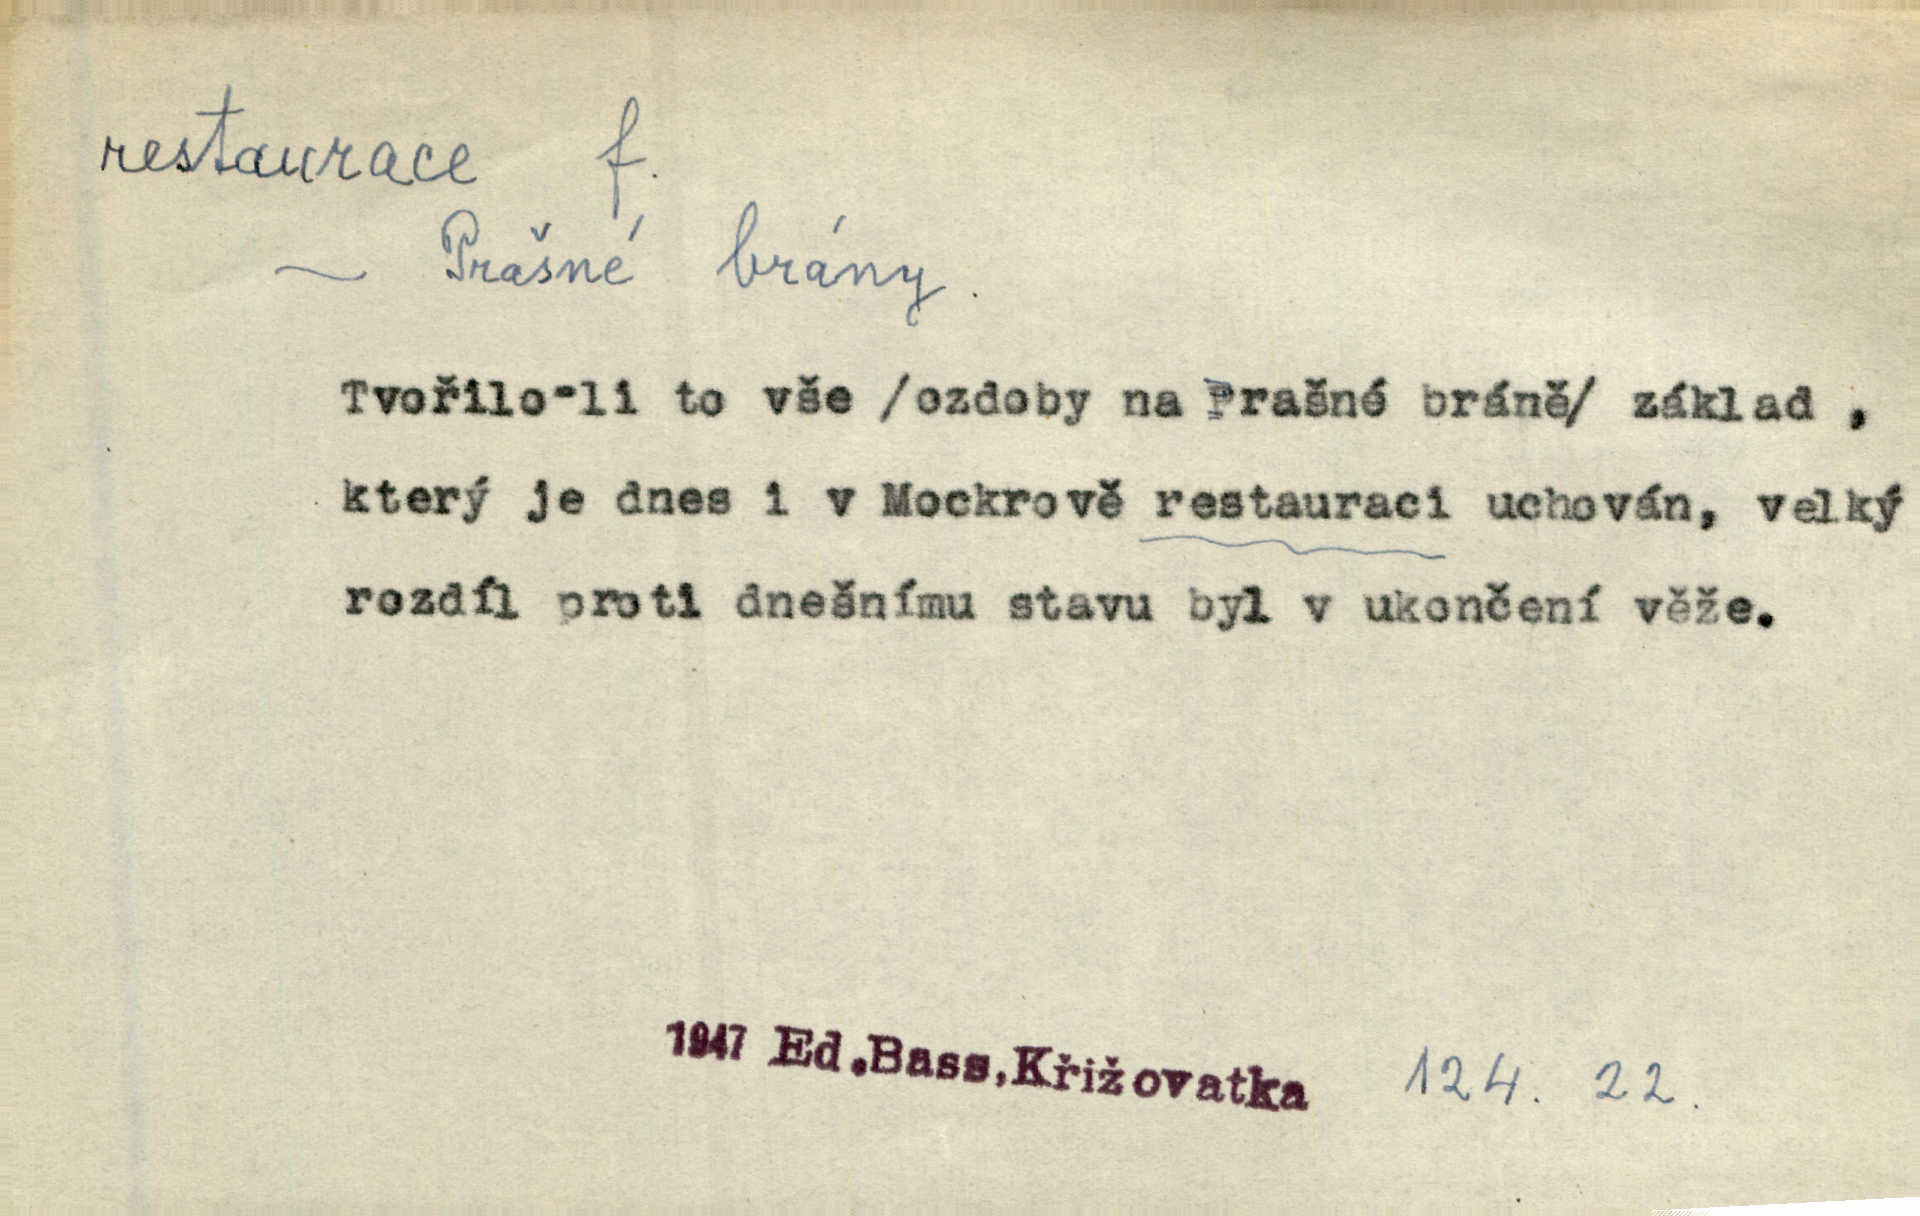 restaurace f.
~ Prašné brány.
Tvořilo-li to vše /ozdoby na Prašné bráně/ základ ,
který je dnes i v Mockrově restauraci uchován, velký
rozdíl proti dnešnímu stavu byl v ukončení věže.
1947 Ed.Bass,Křižovatka 124. 22.